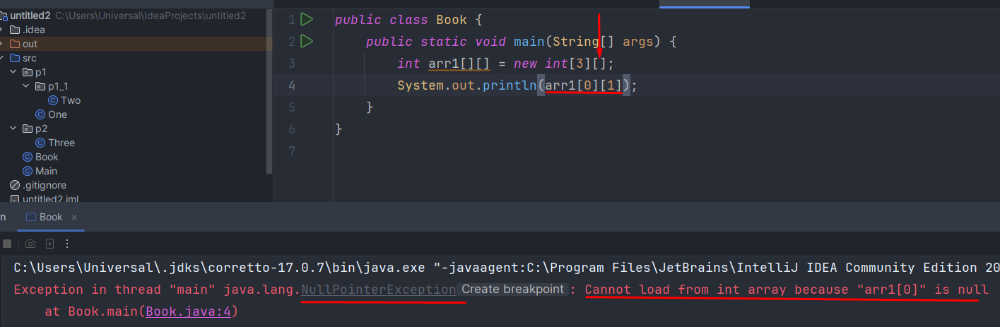 untitled2 C:\Users\Universal\IdeaProjects\untitled2
.idea
out
src
p1
p1_1
Two
One
p2
Three
Book
Main
.gitignore
untitled2.iml
1 public class Book {
2 public static void main(String[] args) {
3 int arr1[][] = new int[3][];
4 System.out.println(arr1[0][1]);
5 }
6 }
7
n Book ×
C:\Users\Universal\.jdks\corretto-17.0.7\bin\java.exe "-javaagent:C:\Program Files\JetBrains\IntelliJ IDEA Community Edition 20
Exception in thread "main" java.lang.NullPointerException Create breakpoint : Cannot load from int array because "arr1[0]" is null
at Book.main(Book.java:4)